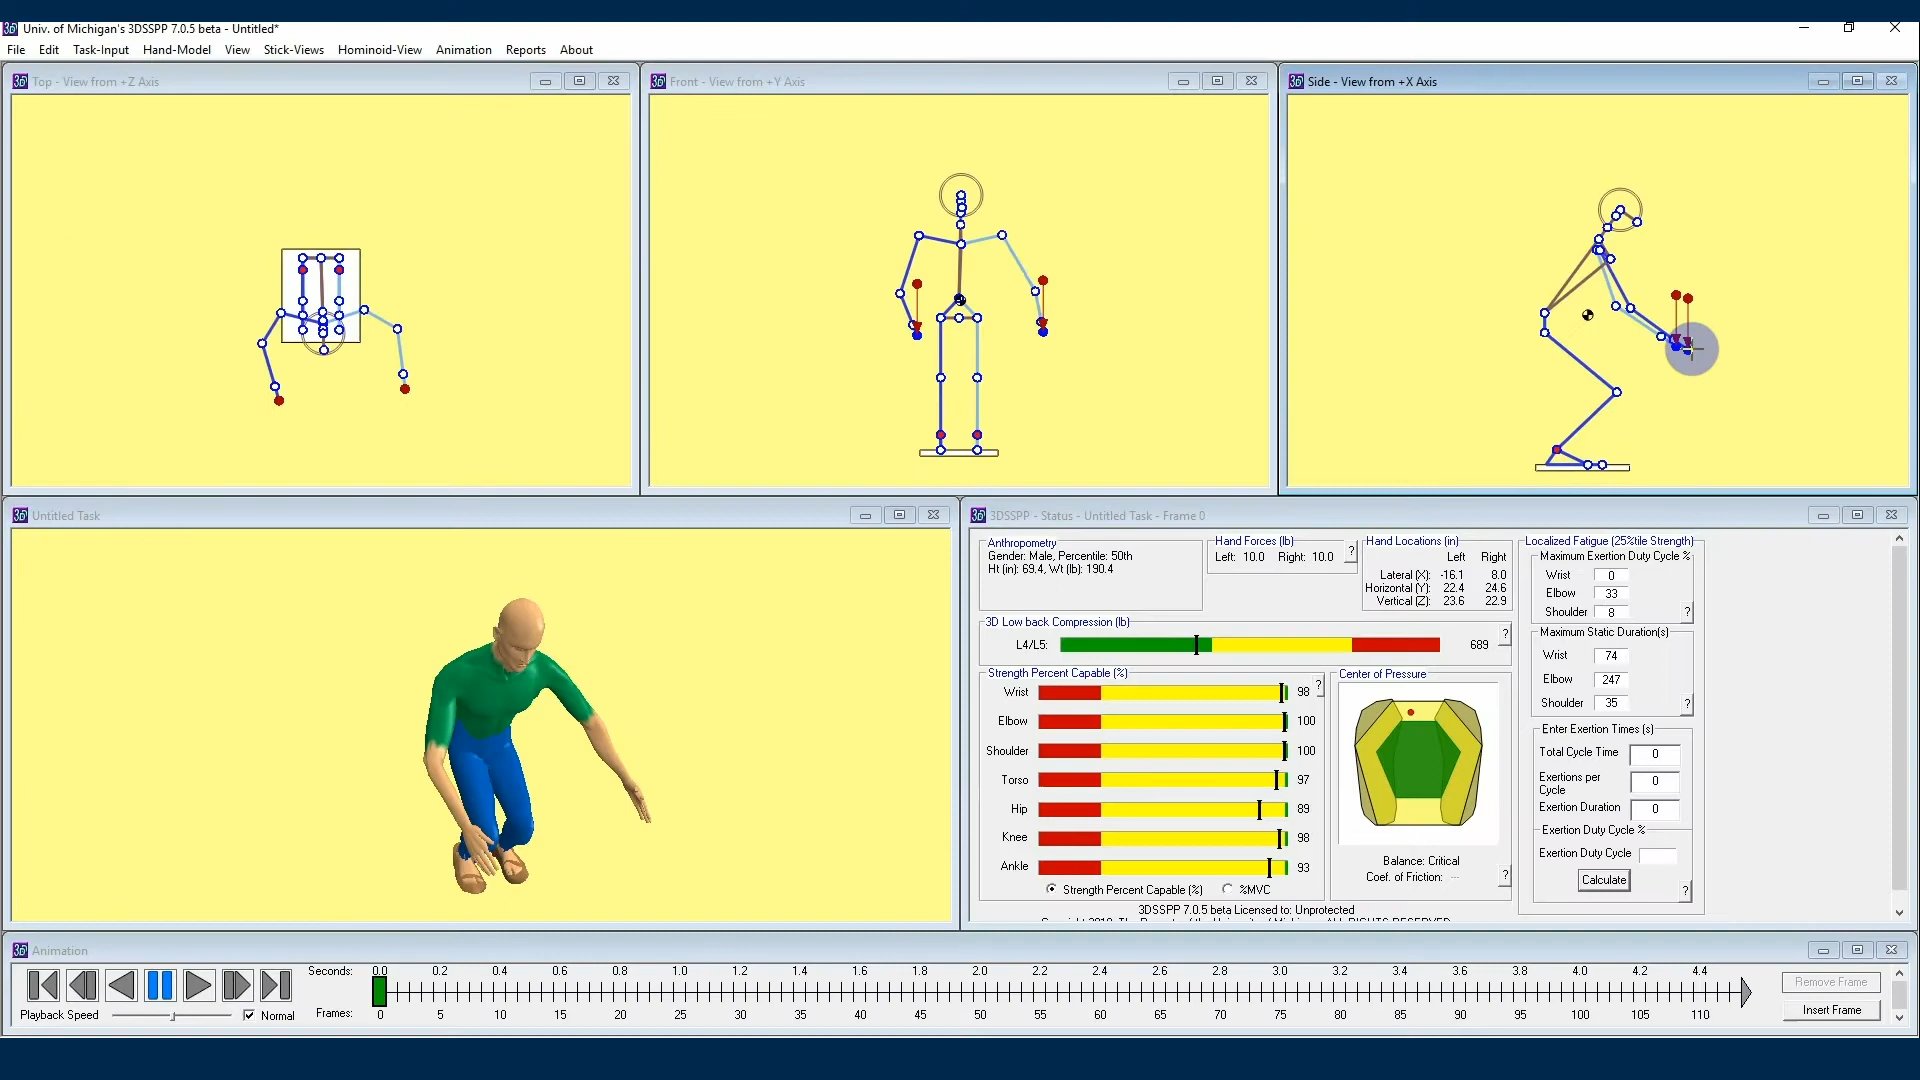 Univ. of Michigan's 3DSSPP 7.0.5 beta - Untitled*
File Edit Task-Input Hand-Model View Stick-Views Hominoid-View Animation Reports About
Top - View from +Z Axis
Front - View from +Y Axis
Side - View from +X Axis
Untitled Task
3DSSPP - Status - Untitled Task - Frame 0
Anthropometry
Gender: Male, Percentile: 50th
Ht (in): 69.4, Wt (lb): 190.4
Hand Forces (lb)
Left: 10.0 Right: 10.0 ?
Hand Locations (in)
Left Right
Lateral (X): -16.1 8.0
Horizontal (Y): 22.4 24.6
Vertical (Z): 23.6 22.9
3D Low back Compression (lb)
L4/L5: 689 ?
Strength Percent Capable (%)
Wrist 98 ?
Elbow 100
Shoulder 100
Torso 97
Hip 89
Knee 98
Ankle 93
Strength Percent Capable (%) %MVC
Center of Pressure
Balance: Critical
Coef. of Friction: --- ?
3DSSPP 7.0.5 beta Licensed to: Unprotected
Localized Fatigue (25%tile Strength)
Maximum Exertion Duty Cycle %
Wrist 0
Elbow 33
Shoulder 8 ?
Maximum Static Duration(s)
Wrist 74
Elbow 247
Shoulder 35 ?
Enter Exertion Times (s)
Total Cycle Time 0
Exertions per Cycle 0
Exertion Duration 0
Exertion Duty Cycle %
Exertion Duty Cycle
Calculate ?
Animation
Seconds: 0.0 0.2 0.4 0.6 0.8 1.0 1.2 1.4 1.6 1.8 2.0 2.2 2.4 2.6 2.8 3.0 3.2 3.4 3.6 3.8 4.0 4.2 4.4
Remove Frame
Playback Speed Normal
Frames: 0 5 10 15 20 25 30 35 40 45 50 55 60 65 70 75 80 85 90 95 100 105 110
Insert Frame